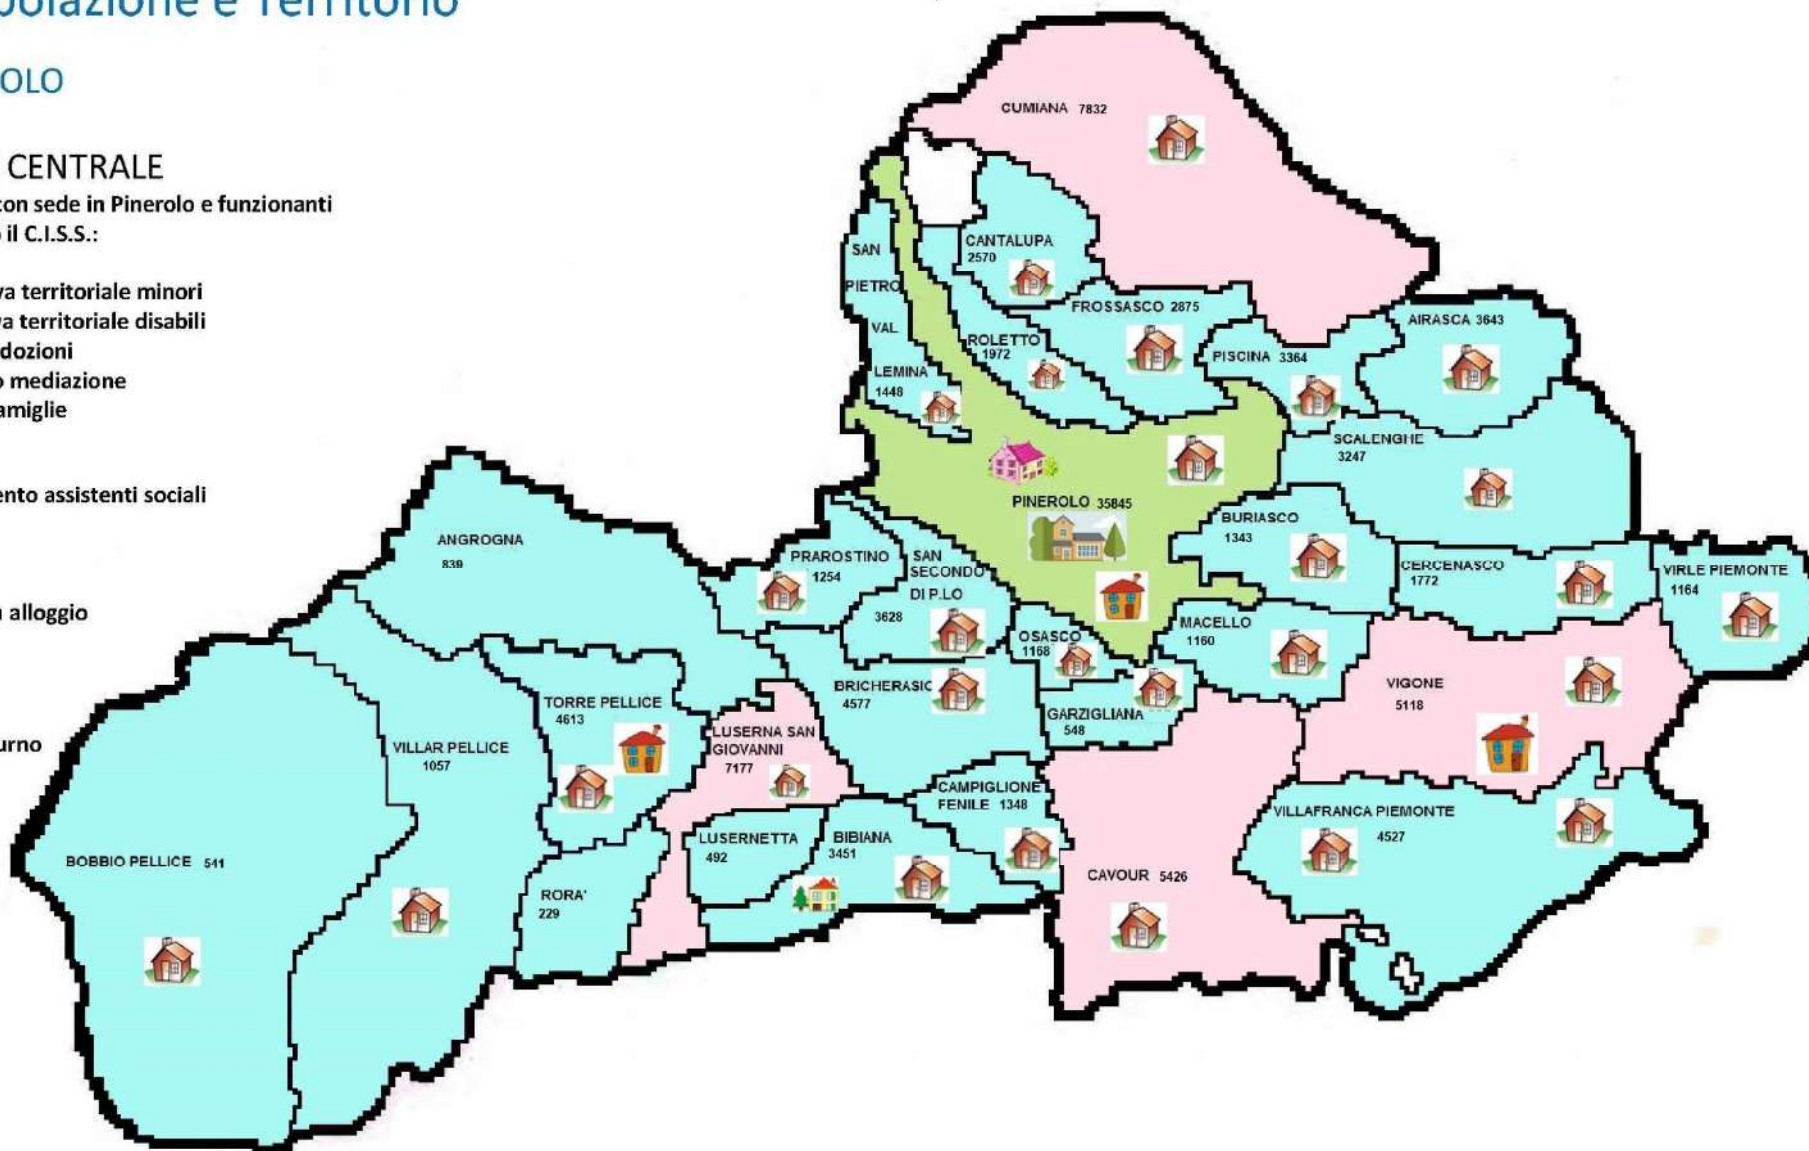 polazione e Territorio
OLO
CENTRALE
con sede in Pinerolo e funzionanti
il C.I.S.S.:
va territoriale minori
va territoriale disabili
dozioni
o mediazione
amiglie
ento assistenti sociali
alloggio
urno
CUMIANA 7832
CANTALUPA
2570
SAN
PIETRO
VAL
LEMINA
1448
FROSSASCO 2875
ROLETTO
1972
PISCINA 3364
AIRASCA 3643
SCALENGHE
3247
PINEROLO 35845
BURIASCO
1343
CERCENASCO
1772
VIRLE PIEMONTE
1164
ANGROGNA
839
PRAROSTINO
1254
SAN
SECONDO
DI P.LO
3628
OSASCO
1168
MACELLO
1160
BRICHERASIO
4577
GARZIGLIANA
548
VIGONE
5118
TORRE PELLICE
4613
LUSERNA SAN
GIOVANNI
7177
VILLAR PELLICE
1057
CAMPIGLIONE
FENILE 1348
VILLAFRANCA PIEMONTE
4527
LUSERNETTA
492
BIBIANA
3451
BOBBIO PELLICE 541
RORA'
229
CAVOUR 5426